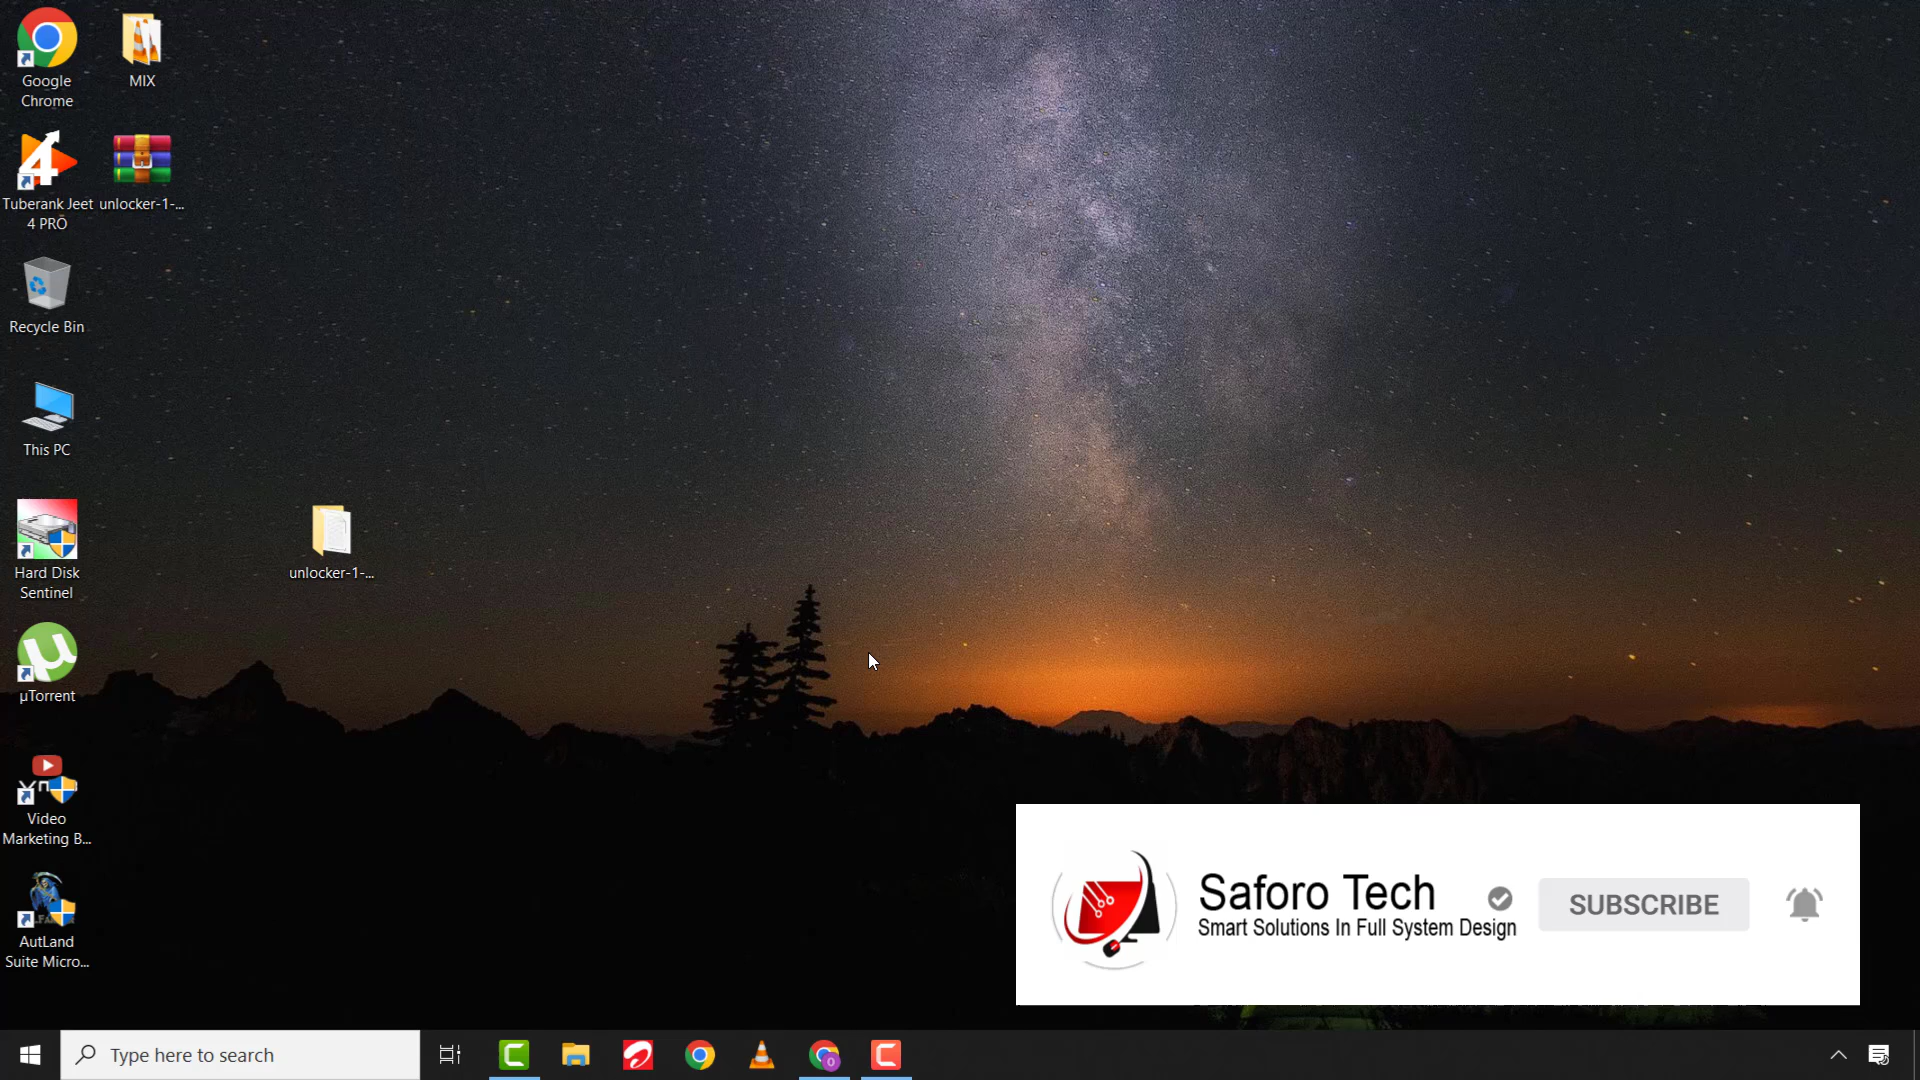 Google
Chrome
MIX
Tuberank Jeet
4 PRO
unlocker-1-...
Recycle Bin
This PC
Hard Disk
Sentinel
unlocker-1-...
µTorrent
Video
Marketing B...
AutLand
Suite Micro...
Saforo Tech
Smart Solutions In Full System Design
SUBSCRIBE
Type here to search